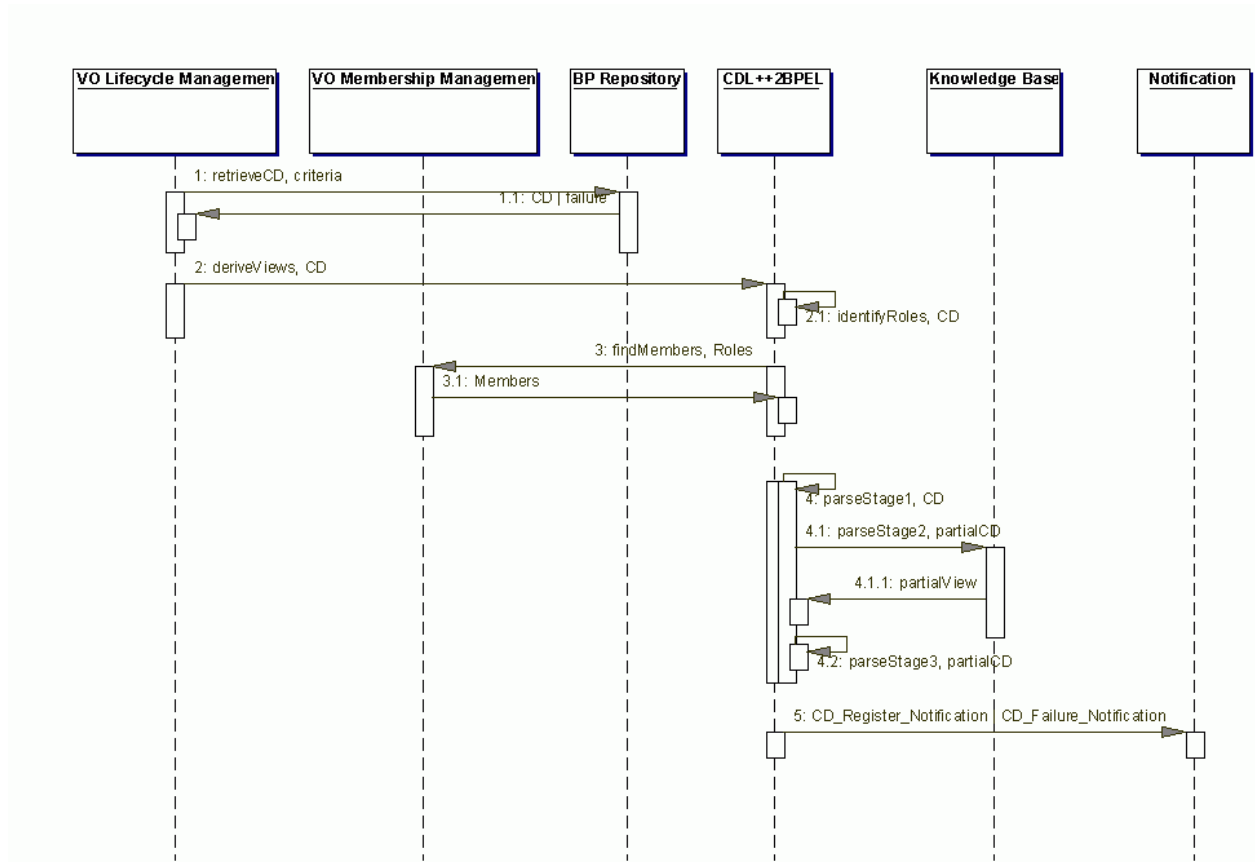 VO Lifecycle Managemen
VO Membership Managemen
BP Repository
CDL++2BPEL
Knowledge Base
Notification
1: retrieveCD, criteria
1.1: CD | failure
2: deriveViews, CD
2.1: identifyRoles, CD
3: findMembers, Roles
3.1: Members
4: parseStage1, CD
4.1: parseStage2, partialCD
4.1.1: partialView
4.2: parseStage3, partialCD
5: CD_Register_Notification | CD_Failure_Notification